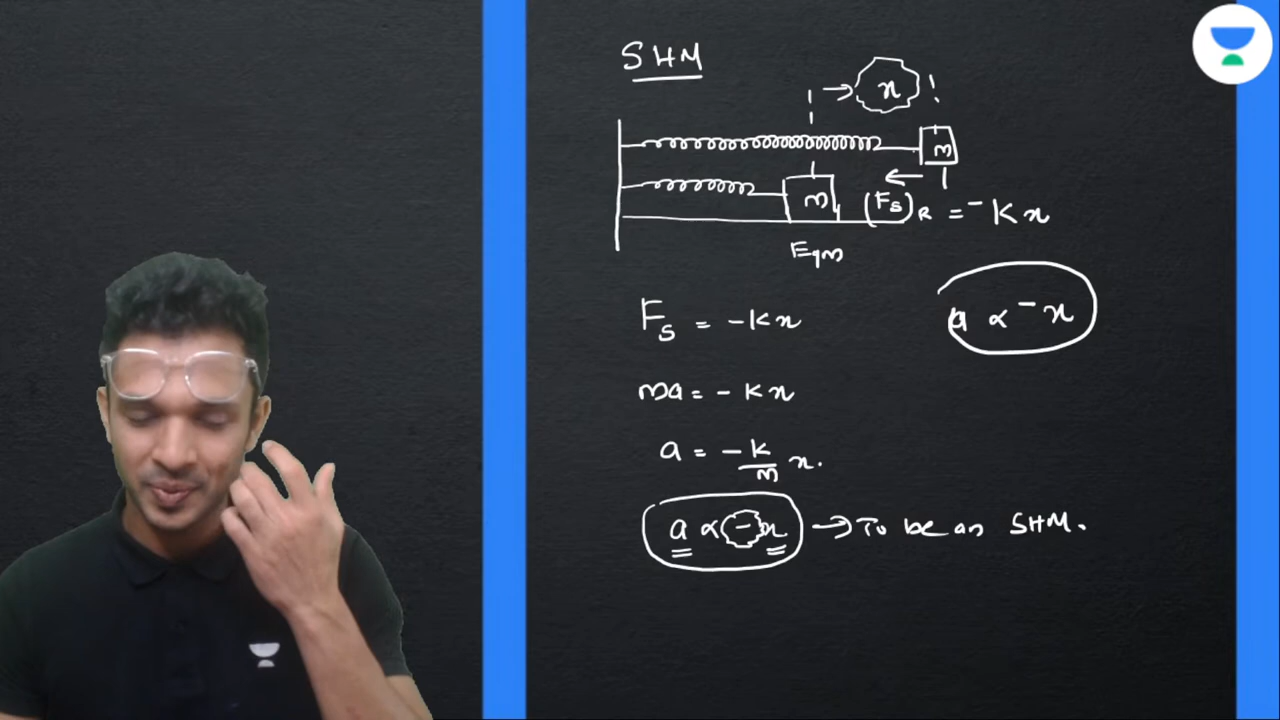 SHM
→ x
m
m
(Fs)R = -Kx
Eqm
Fs = -Kx
a ∝ -x
ma = -Kx
a = -K/m x.
a ∝ -x → To be an SHM.